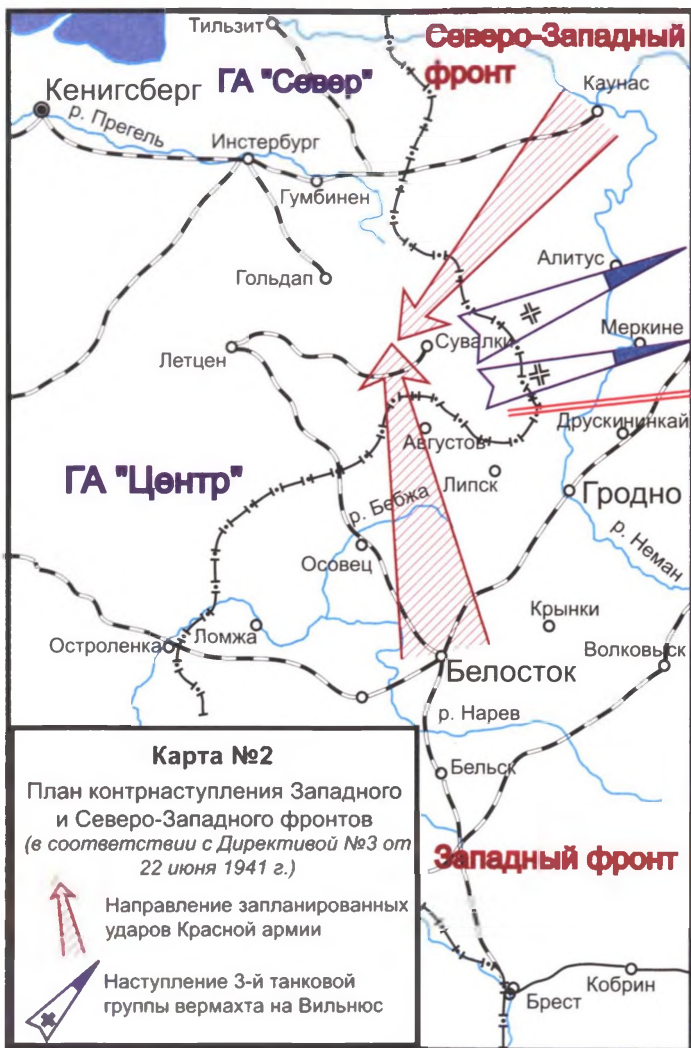 Тильзит
Северо-Западный
фронт
ГА "Север"
Кенигсберг
Каунас
р. Прегель
Инстербург
Гумбинен
Гольдап
Алитус
Летцен
Сувалки
Меркине
Августов
Друскининкай
ГА "Центр"
Липск
Гродно
р. Бебжа
Осовец
р. Неман
Крынки
Ломжа
Остроленка
Волковыск
Белосток
р. Нарев
Бельск
Западный фронт
Кобрин
Брест
Карта №2
План контрнаступления Западного
и Северо-Западного фронтов
(в соответствии с Директивой №3 от
22 июня 1941 г.)
Направление запланированных
ударов Красной армии
Наступление 3-й танковой
группы вермахта на Вильнюс